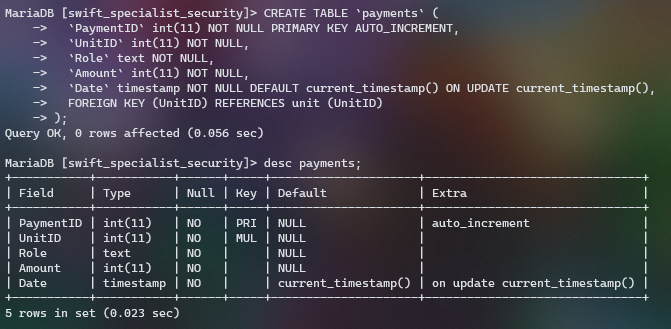 MariaDB [swift_specialist_security]> CREATE TABLE `payments` (
    ->   `PaymentID` int(11) NOT NULL PRIMARY KEY AUTO_INCREMENT,
    ->   `UnitID` int(11) NOT NULL,
    ->   `Role` text NOT NULL,
    ->   `Amount` int(11) NOT NULL,
    ->   `Date` timestamp NOT NULL DEFAULT current_timestamp() ON UPDATE current_timestamp(),
    ->   FOREIGN KEY (UnitID) REFERENCES unit (UnitID)
    -> );
Query OK, 0 rows affected (0.056 sec)

MariaDB [swift_specialist_security]> desc payments;
+-----------+-----------+------+-----+---------------------+-------------------------------+
| Field     | Type      | Null | Key | Default             | Extra                         |
+-----------+-----------+------+-----+---------------------+-------------------------------+
| PaymentID | int(11)   | NO   | PRI | NULL                | auto_increment                |
| UnitID    | int(11)   | NO   | MUL | NULL                |                               |
| Role      | text      | NO   |     | NULL                |                               |
| Amount    | int(11)   | NO   |     | NULL                |                               |
| Date      | timestamp | NO   |     | current_timestamp() | on update current_timestamp() |
+-----------+-----------+------+-----+---------------------+-------------------------------+
5 rows in set (0.023 sec)